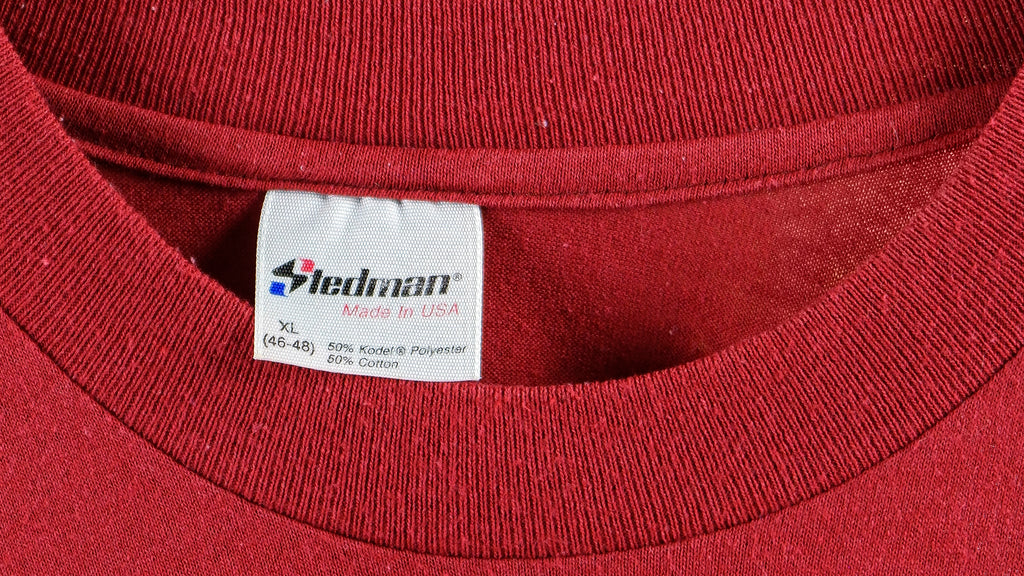 Stedman®
Made In USA
XL
(46-48)
50% Kodel® Polyester
50% Cotton